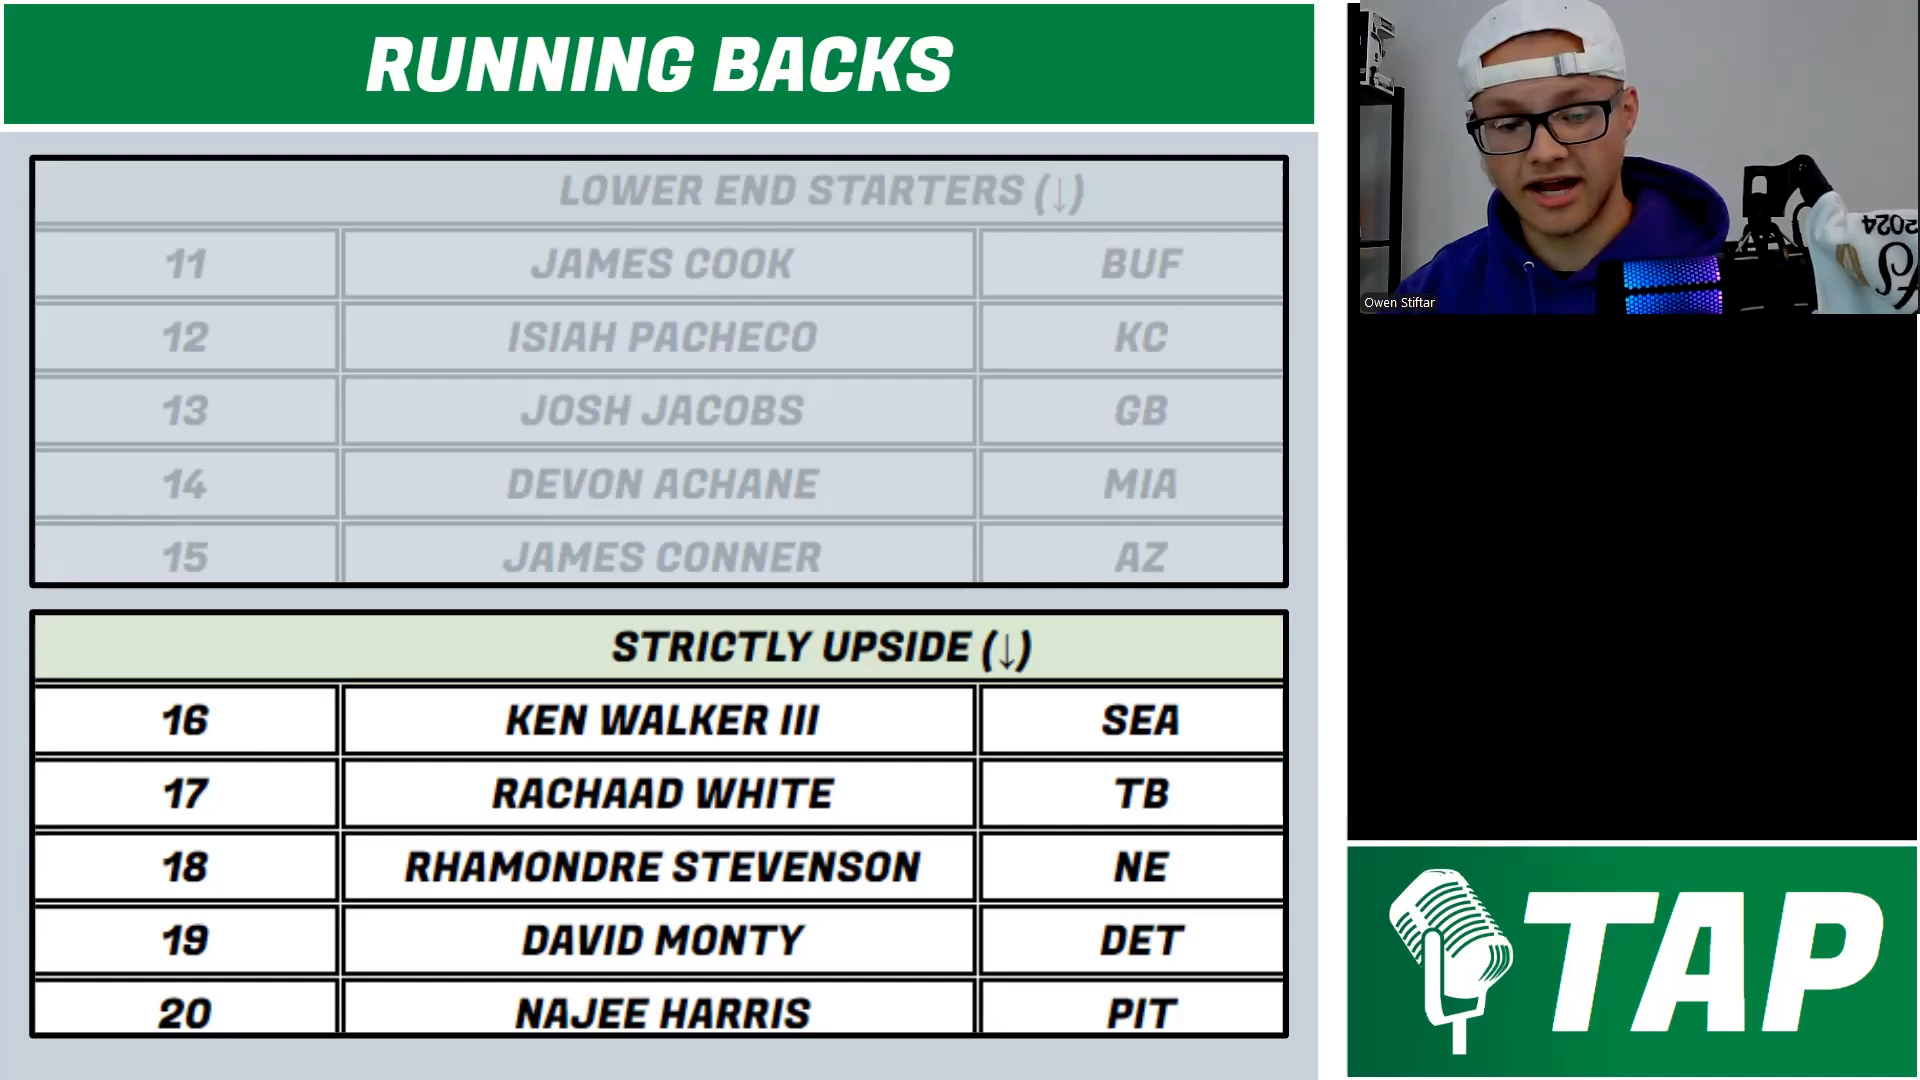 RUNNING BACKS
LOWER END STARTERS (↓)
11 JAMES COOK BUF
12 ISIAH PACHECO KC
13 JOSH JACOBS GB
14 DEVON ACHANE MIA
15 JAMES CONNER AZ
STRICTLY UPSIDE (↓)
16 KEN WALKER III SEA
17 RACHAAD WHITE TB
18 RHAMONDRE STEVENSON NE
19 DAVID MONTY DET
20 NAJEE HARRIS PIT
2024
Owen Stiftar
TAP